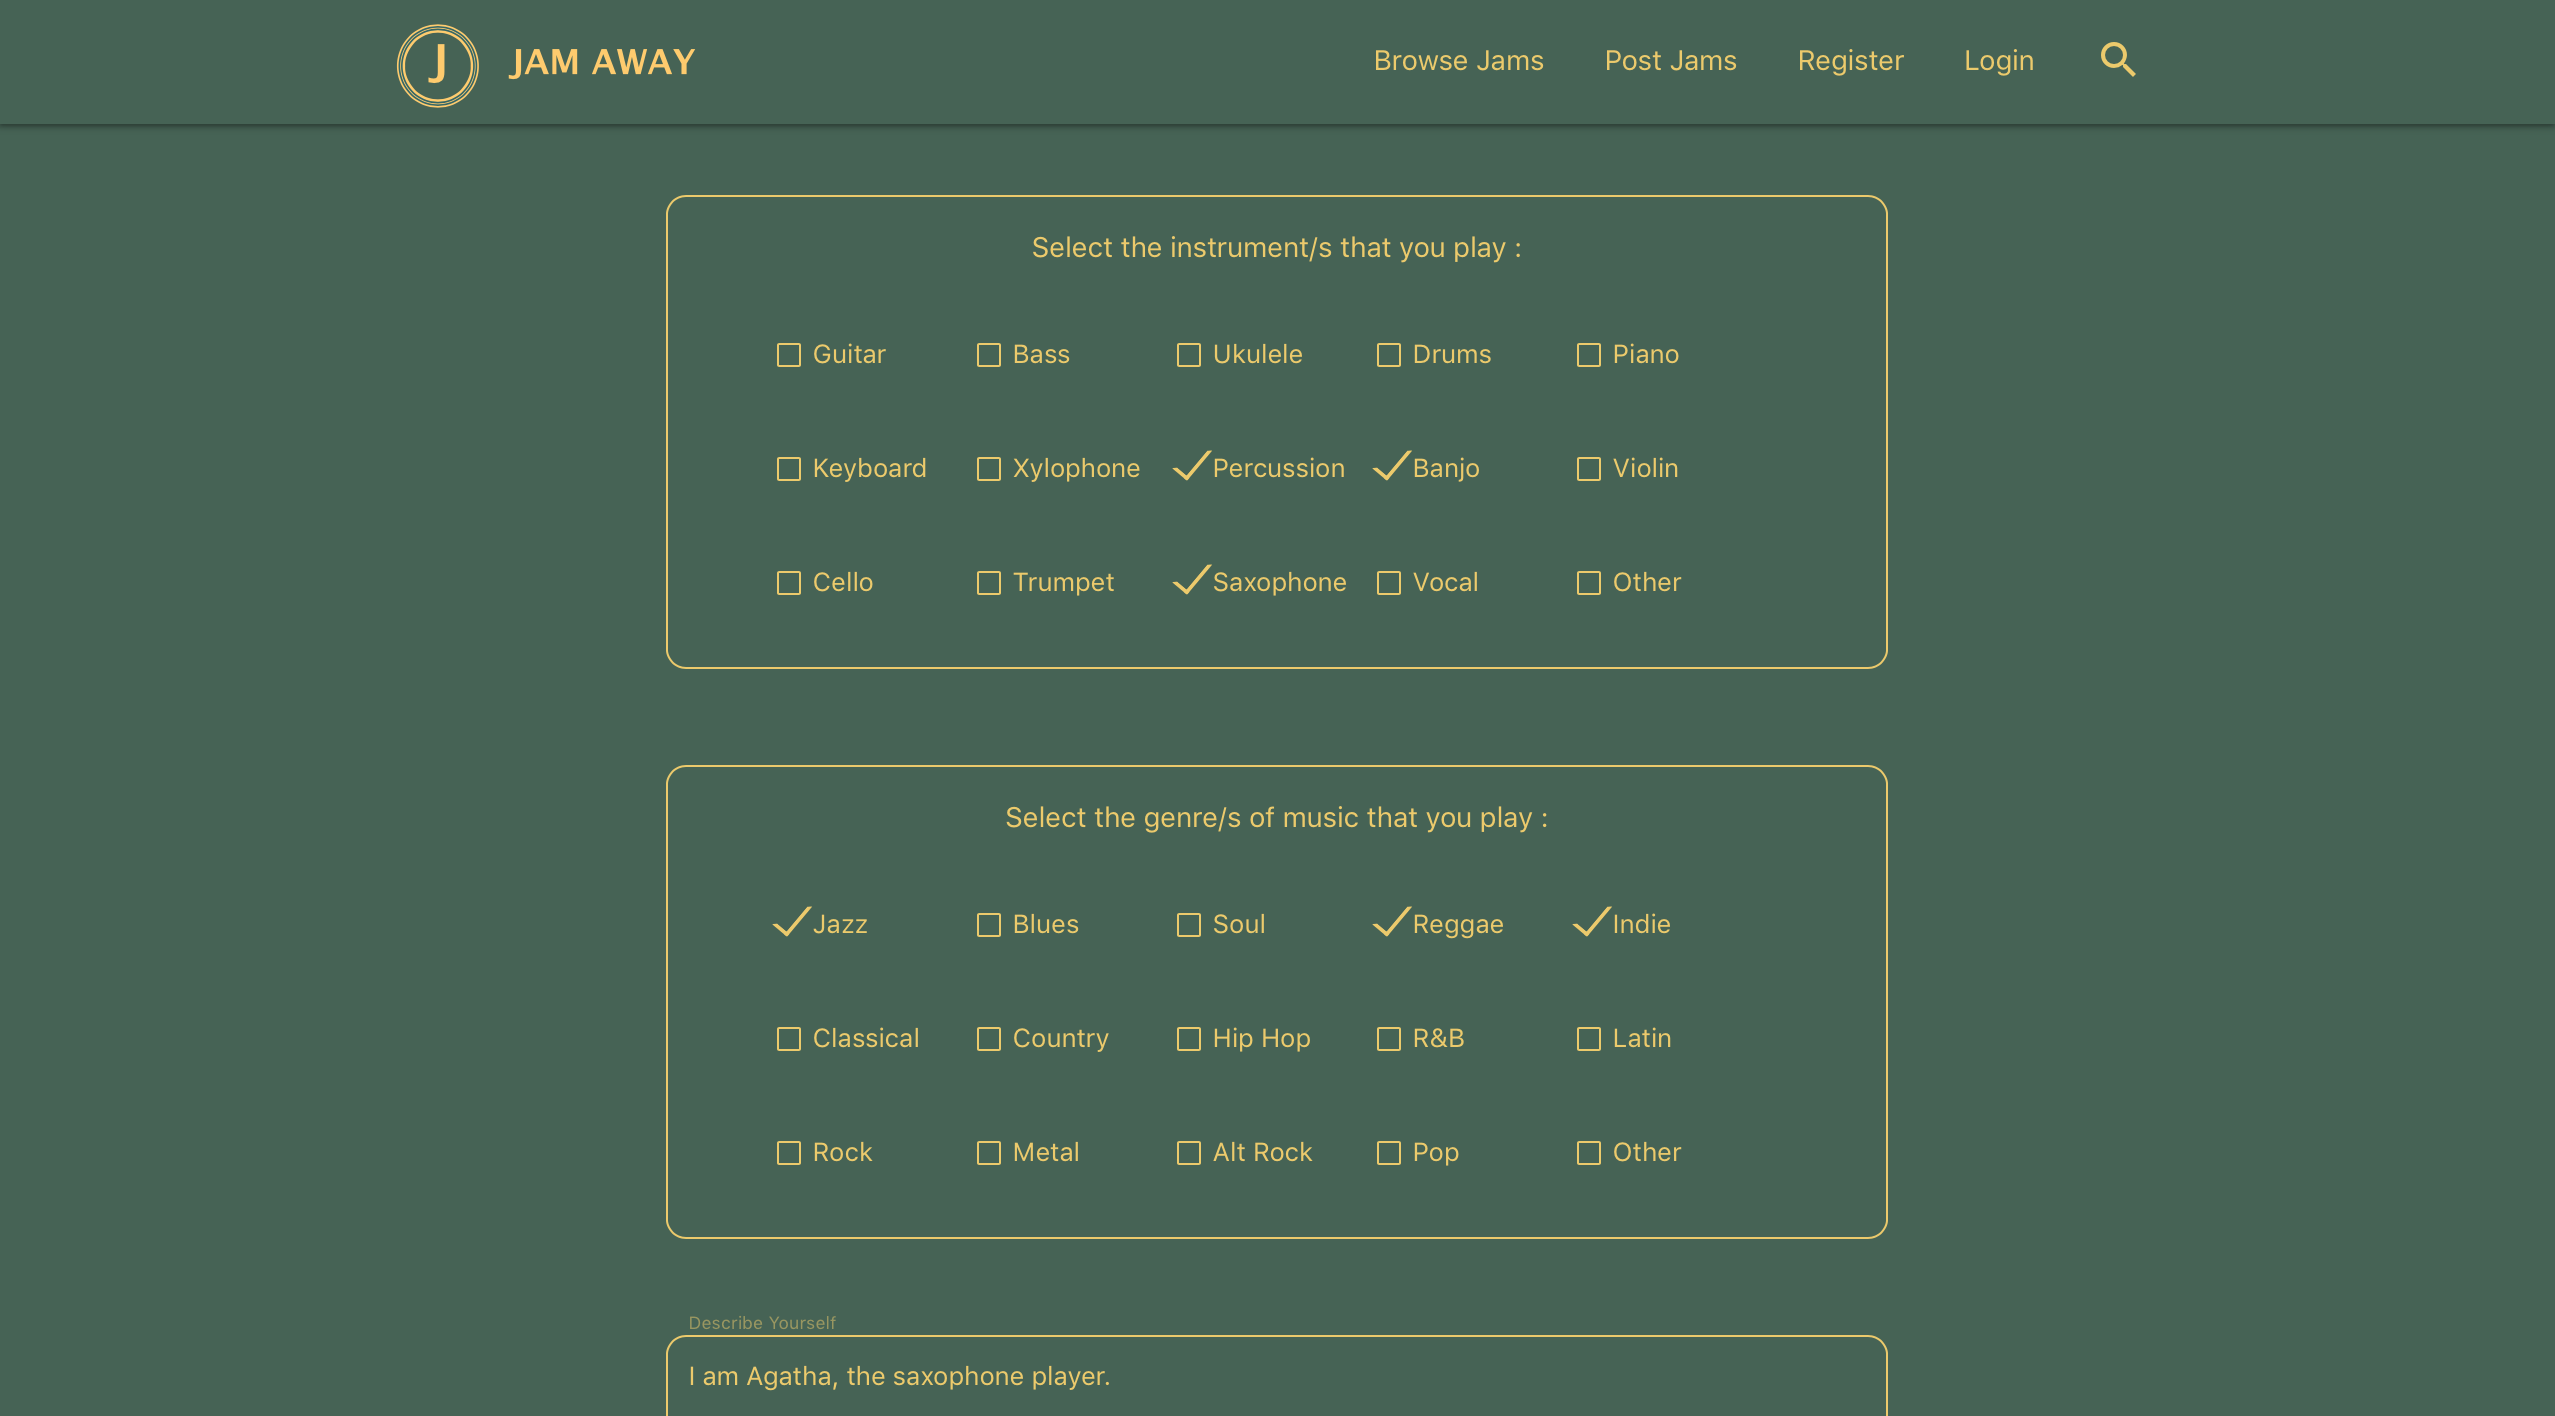 J JAM AWAY Browse Jams Post Jams Register Login
Select the instrument/s that you play :
Guitar Bass Ukulele Drums Piano
Keyboard Xylophone Percussion Banjo Violin
Cello Trumpet Saxophone Vocal Other
Select the genre/s of music that you play :
Jazz Blues Soul Reggae Indie
Classical Country Hip Hop R&B Latin
Rock Metal Alt Rock Pop Other
Describe Yourself
I am Agatha, the saxophone player.